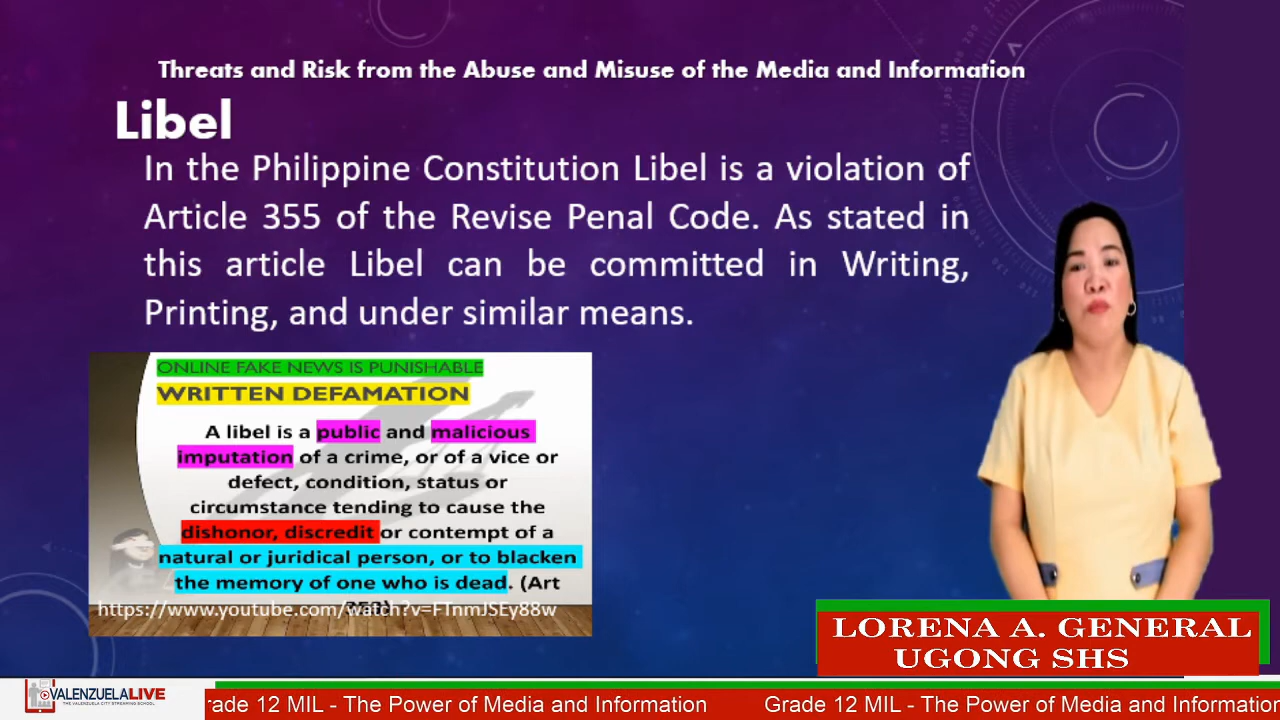 Threats and Risk from the Abuse and Misuse of the Media and Information
Libel
In the Philippine Constitution Libel is a violation of
Article 355 of the Revise Penal Code. As stated in
this article Libel can be committed in Writing,
Printing, and under similar means.
ONLINE FAKE NEWS IS PUNISHABLE
WRITTEN DEFAMATION
A libel is a public and malicious
imputation of a crime, or of a vice or
defect, condition, status or
circumstance tending to cause the
dishonor, discredit or contempt of a
natural or juridical person, or to blacken
the memory of one who is dead. (Art
https://www.youtube.com/watch?v=FTnmJSEy88w
LORENA A. GENERAL
UGONG SHS
VALENZUELALIVE
THE VALENZUELA CITY STREAMING SCHOOL
rade 12 MIL - The Power of Media and Information Grade 12 MIL - The Power of Media and Information